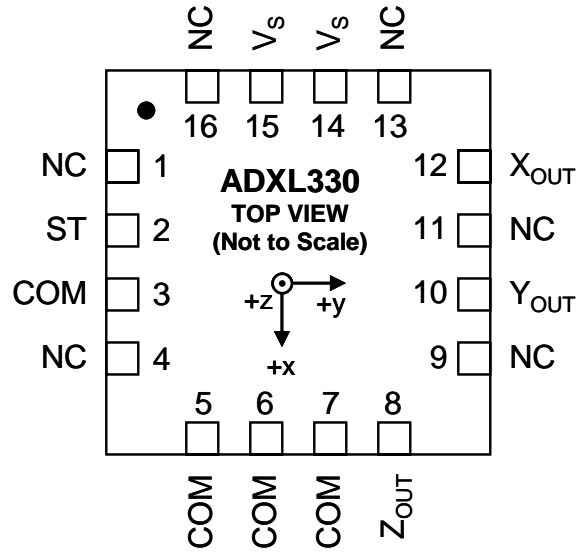 NC VS VS NC
16 15 14 13
NC 1
ST 2
COM 3
NC 4
ADXL330
TOP VIEW
(Not to Scale)
+z +y
+x
12 XOUT
11 NC
10 YOUT
9 NC
5 6 7 8
COM COM COM ZOUT